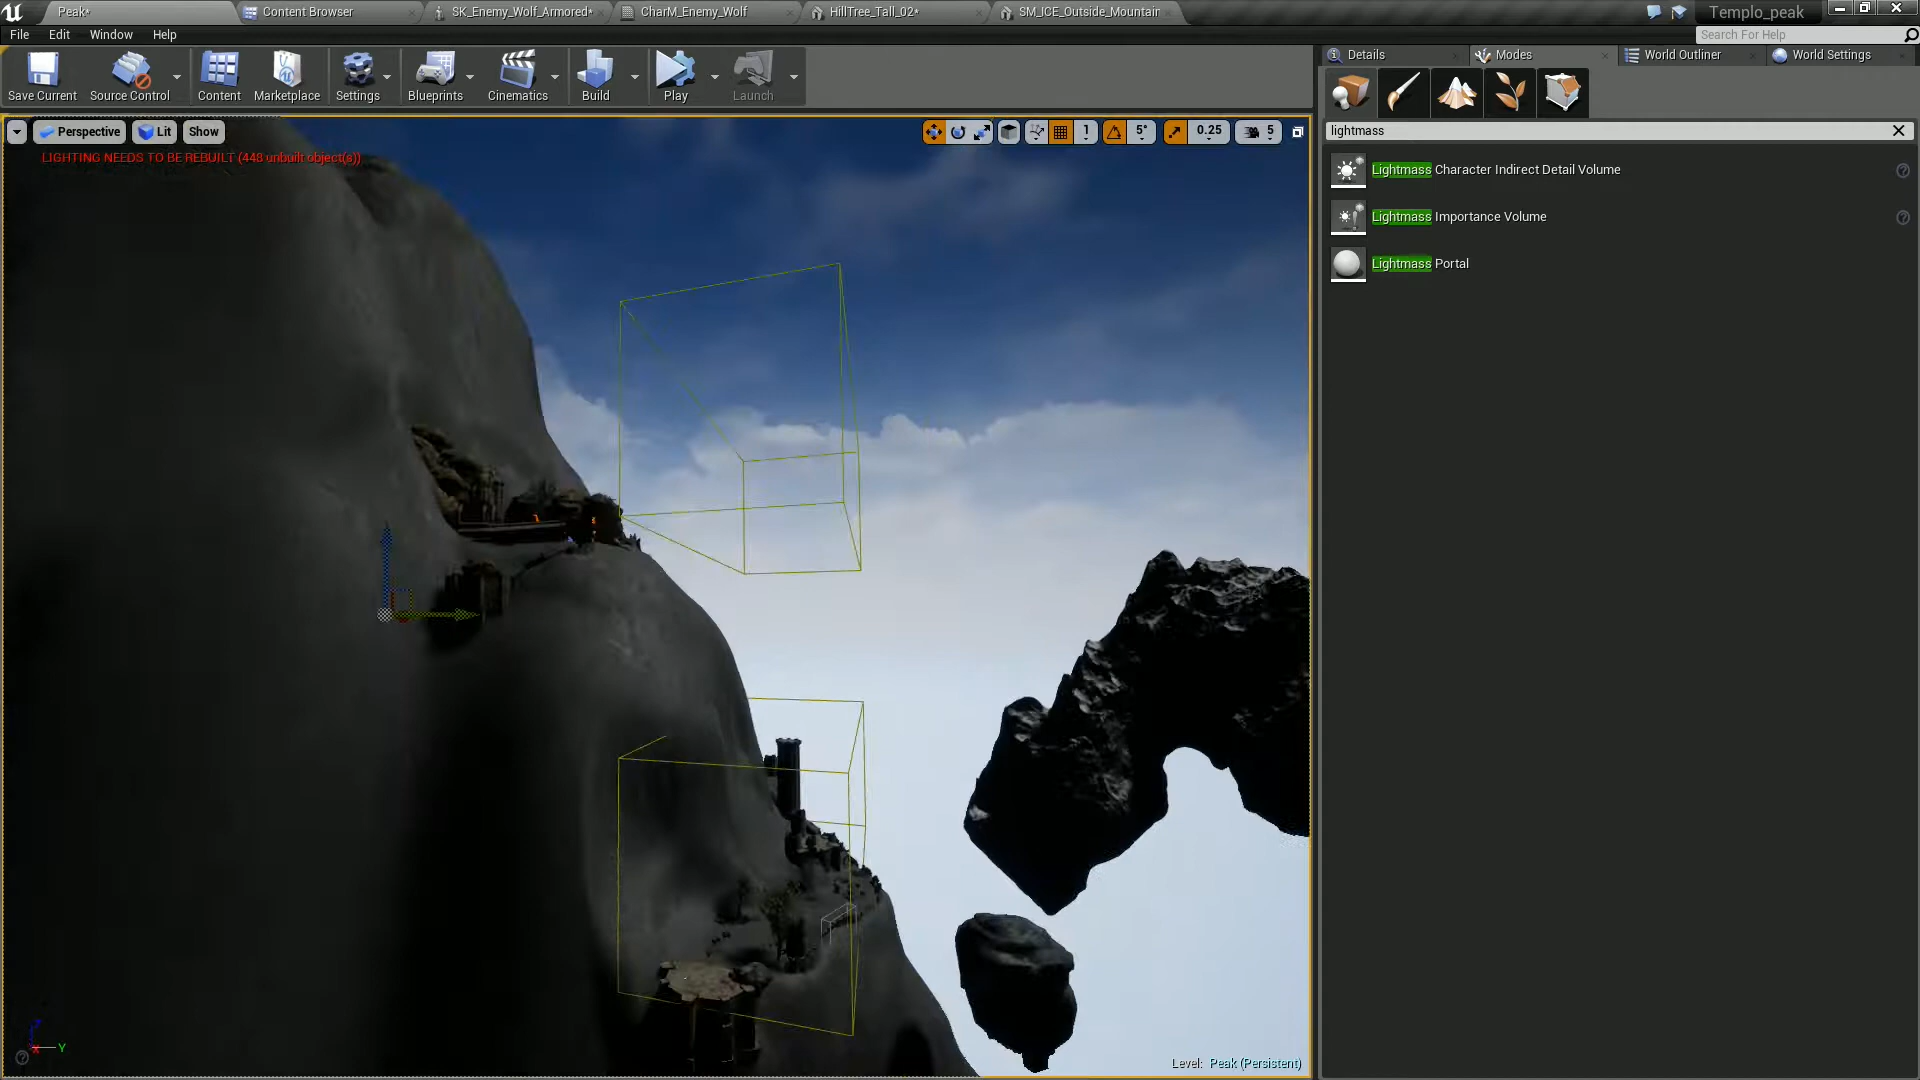 Peak*
Content Browser
SK_Enemy_Wolf_Armored*
CharM_Enemy_Wolf
HillTree_Tall_02*
SM_ICE_Outside_Mountain
Templo_peak
File Edit Window Help
Search For Help
Save Current
Source Control
Content
Marketplace
Settings
Blueprints
Cinematics
Build
Play
Launch
Details
Modes
World Outliner
World Settings
Perspective
Lit
Show
1
5°
0.25
5
LIGHTING NEEDS TO BE REBUILT (448 unbuilt object(s))
lightmass
Lightmass Character Indirect Detail Volume
Lightmass Importance Volume
Lightmass Portal
Z
X
Y
Level: Peak (Persistent)